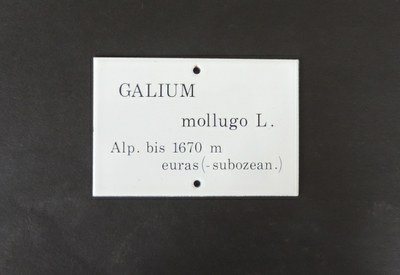 GALIUM
mollugo L.
Alp. bis 1670 m
euras(-subozean.)